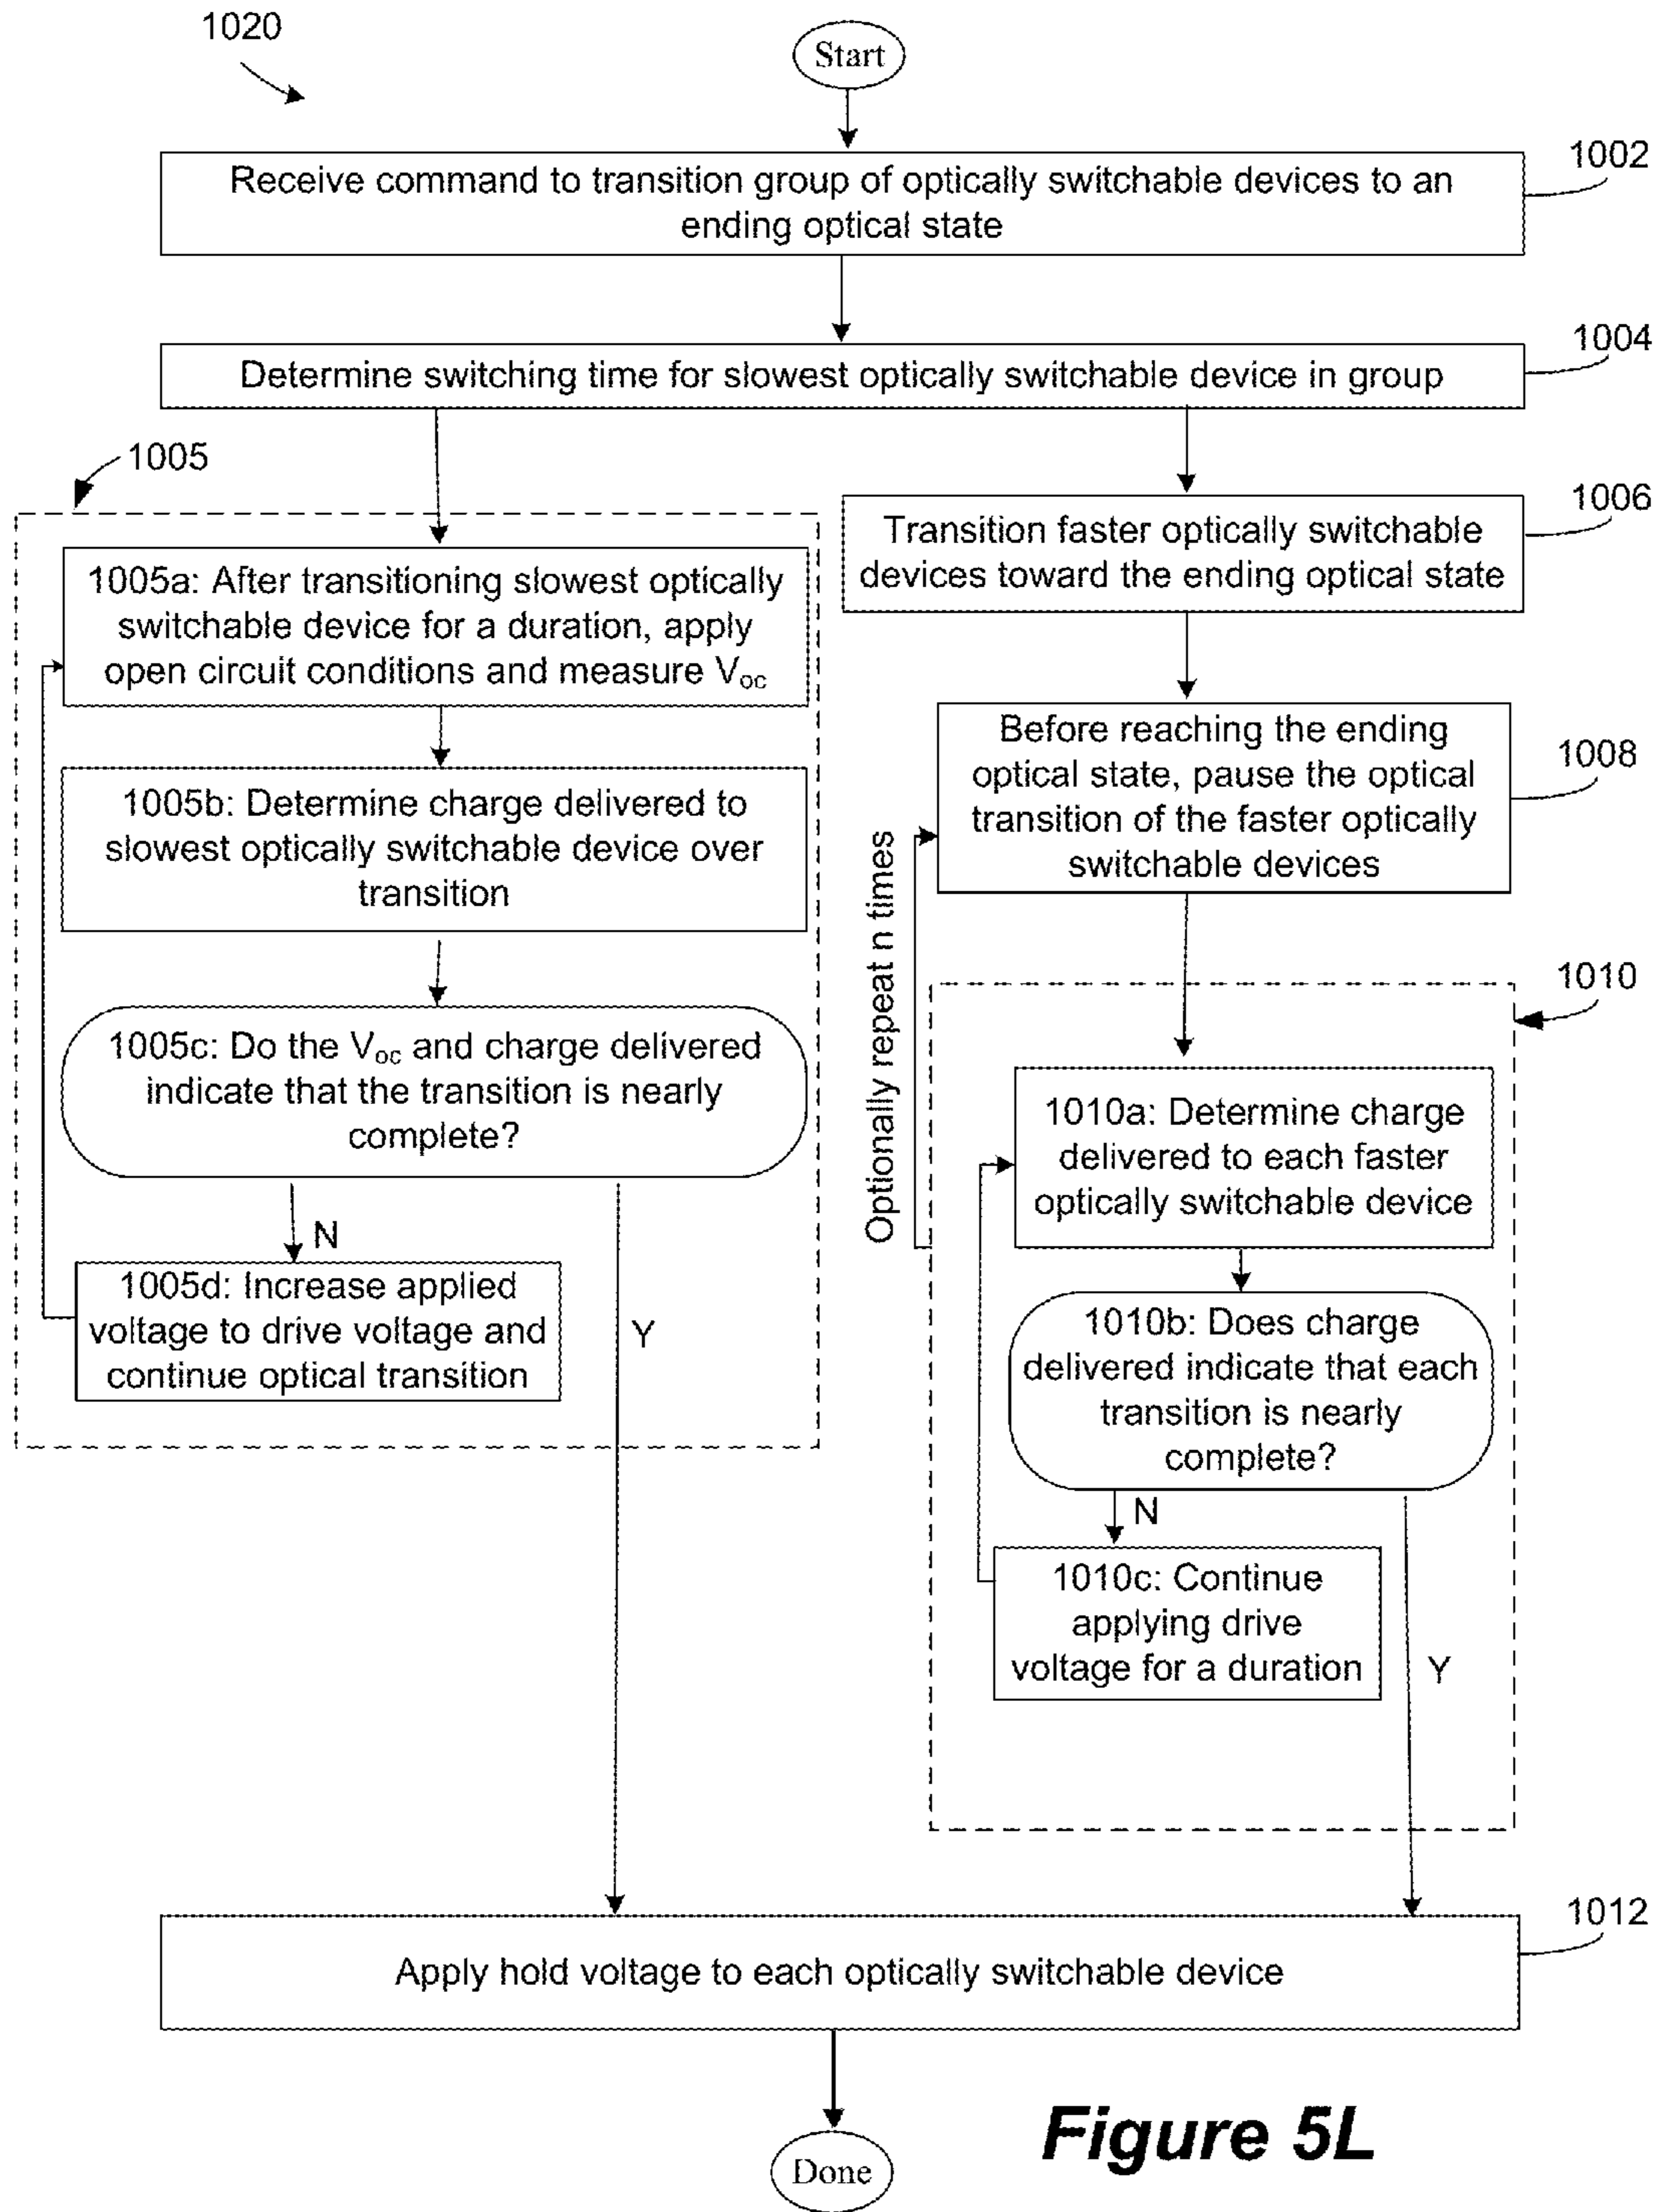 1020
Start
1002
Receive command to transition group of optically switchable devices to an
ending optical state
1004
Determine switching time for slowest optically switchable device in group
1005
1005a: After transitioning slowest optically
switchable device for a duration, apply
open circuit conditions and measure Voc
1005b: Determine charge delivered to
slowest optically switchable device over
transition
1005c: Do the Voc and charge delivered
indicate that the transition is nearly
complete?
N
1005d: Increase applied
voltage to drive voltage and
continue optical transition
Y
1006
Transition faster optically switchable
devices toward the ending optical state
1008
Before reaching the ending
optical state, pause the optical
transition of the faster optically
switchable devices
Optionally repeat n times
1010
1010a: Determine charge
delivered to each faster
optically switchable device
1010b: Does charge
delivered indicate that each
transition is nearly
complete?
N
1010c: Continue
applying drive
voltage for a duration
Y
1012
Apply hold voltage to each optically switchable device
Done
Figure 5L